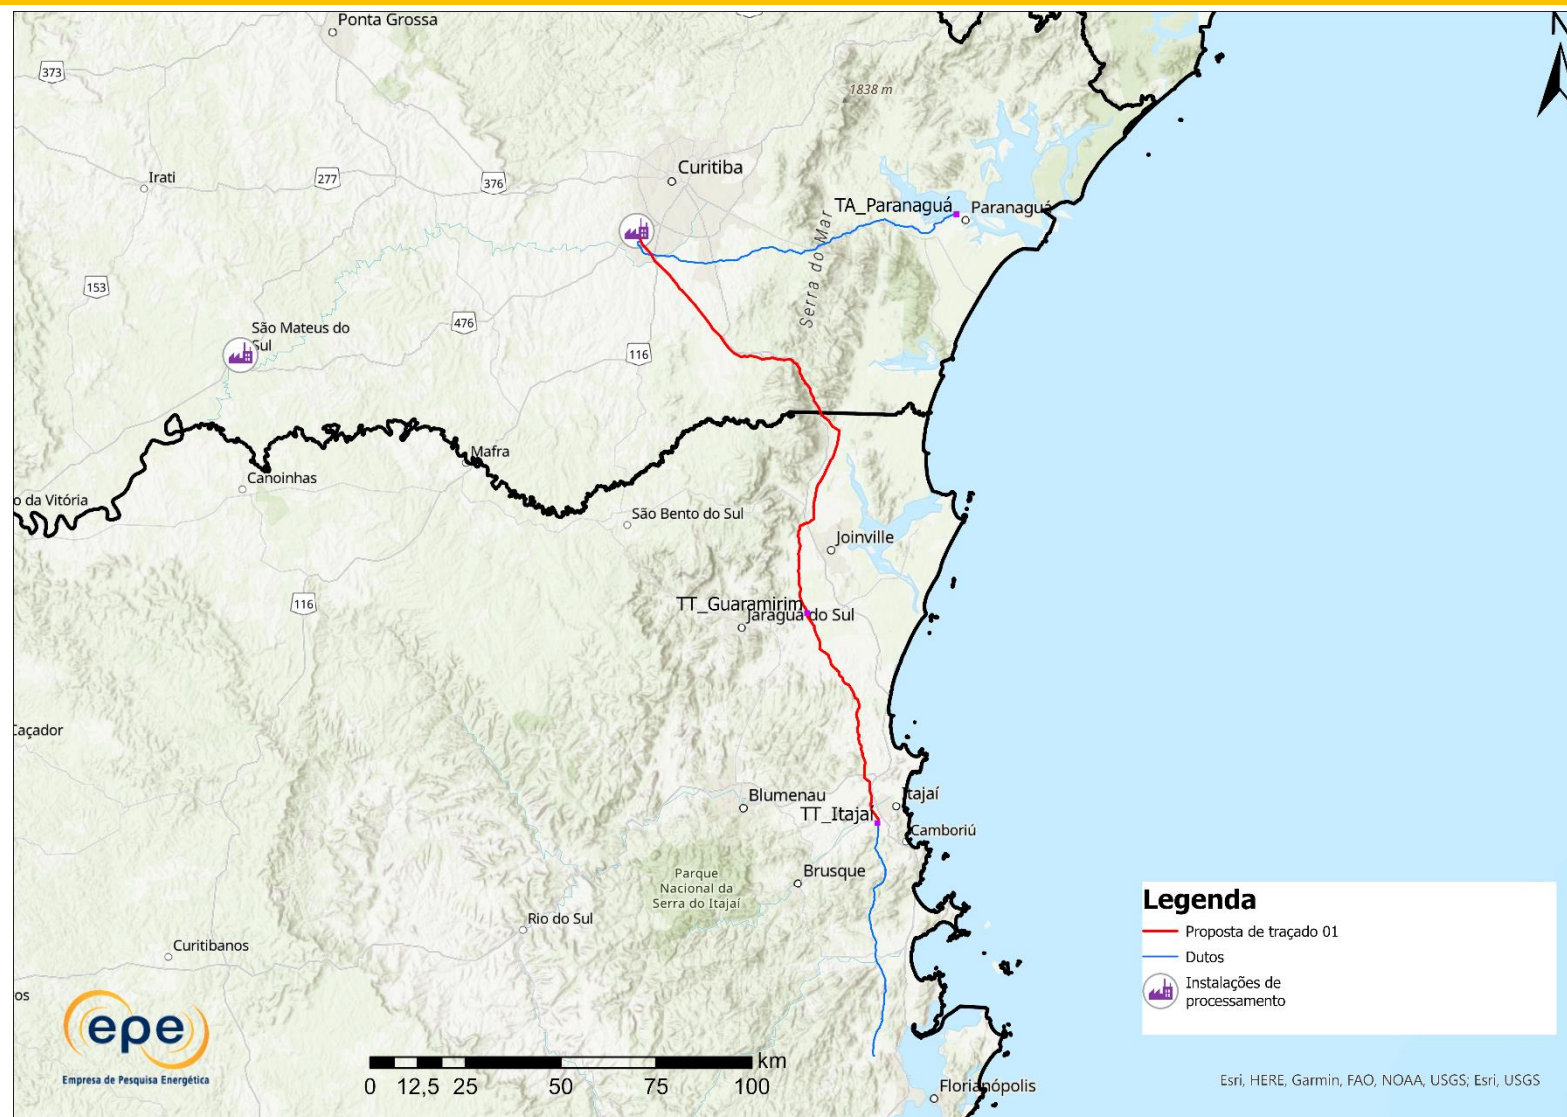 Ponta Grossa
N
373
1838 m
Curitiba
Irati
277
376
TA_Paranaguá
Paranaguá
Serra do Mar
153
São Mateus do
Sul
476
116
Mafra
Canoinhas
o da Vitória
São Bento do Sul
Joinville
116
TT_Guaramirim
Jaraguá do Sul
Caçador
Blumenau
Itajaí
TT_Itajaí
Camboriú
Parque
Nacional da
Serra do Itajaí
Brusque
Rio do Sul
Curitibanos
os
Legenda
Proposta de traçado 01
Dutos
Instalações de
processamento
epe
Empresa de Pesquisa Energética
km
0 12,5 25 50 75 100
Florianópolis
Esri, HERE, Garmin, FAO, NOAA, USGS; Esri, USGS